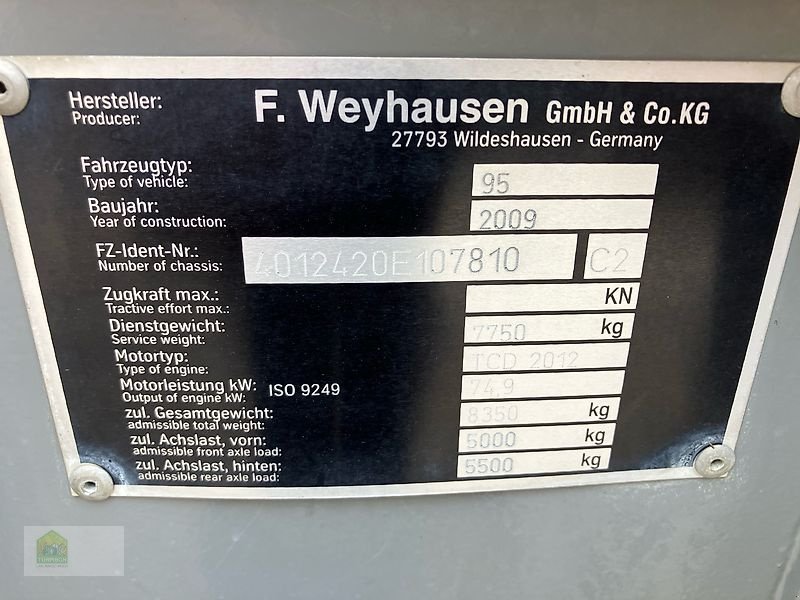 Hersteller: F. Weyhausen GmbH & Co.KG
Producer:
27793 Wildeshausen - Germany
Fahrzeugtyp: 95
Type of vehicle:
Baujahr: 2009
Year of construction:
FZ-Ident-Nr.: 4012420E107810 C2
Number of chassis:
Zugkraft max.: KN
Tractive effort max.:
Dienstgewicht: 7750 kg
Service weight:
Motortyp: TCD 2012
Type of engine:
Motorleistung kW: ISO 9249 74,9
Output of engine kW:
zul. Gesamtgewicht: 8350 kg
admissible total weight:
zul. Achslast, vorn: 5000 kg
admissible front axle load:
zul. Achslast, hinten: 5500 kg
admissible rear axle load: